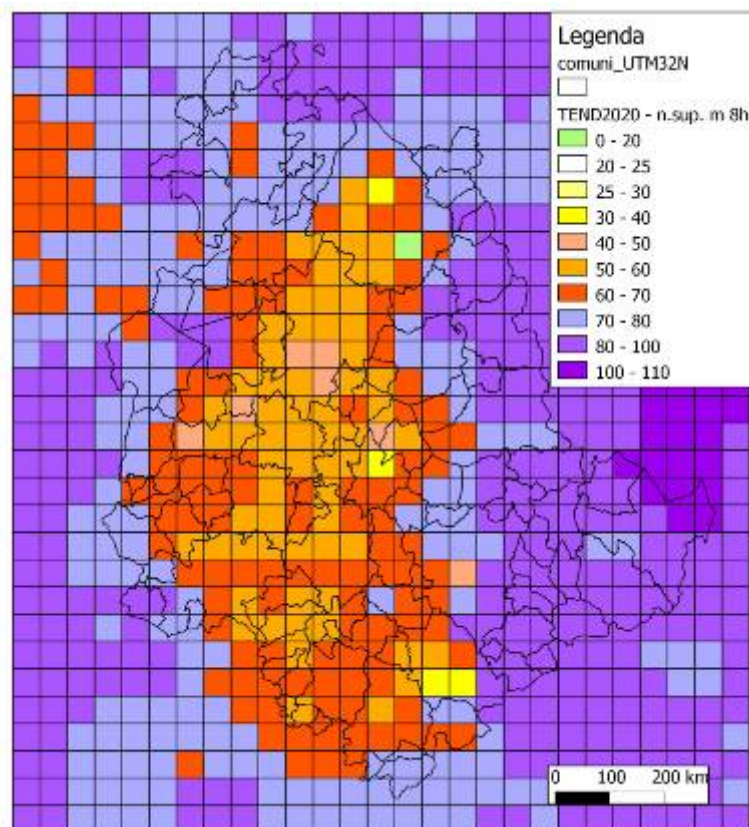 Legenda
comuni_UTM32N
TEND2020 - n.sup. m 8h
0 - 20
20 - 25
25 - 30
30 - 40
40 - 50
50 - 60
60 - 70
70 - 80
80 - 100
100 - 110
0 100 200 km